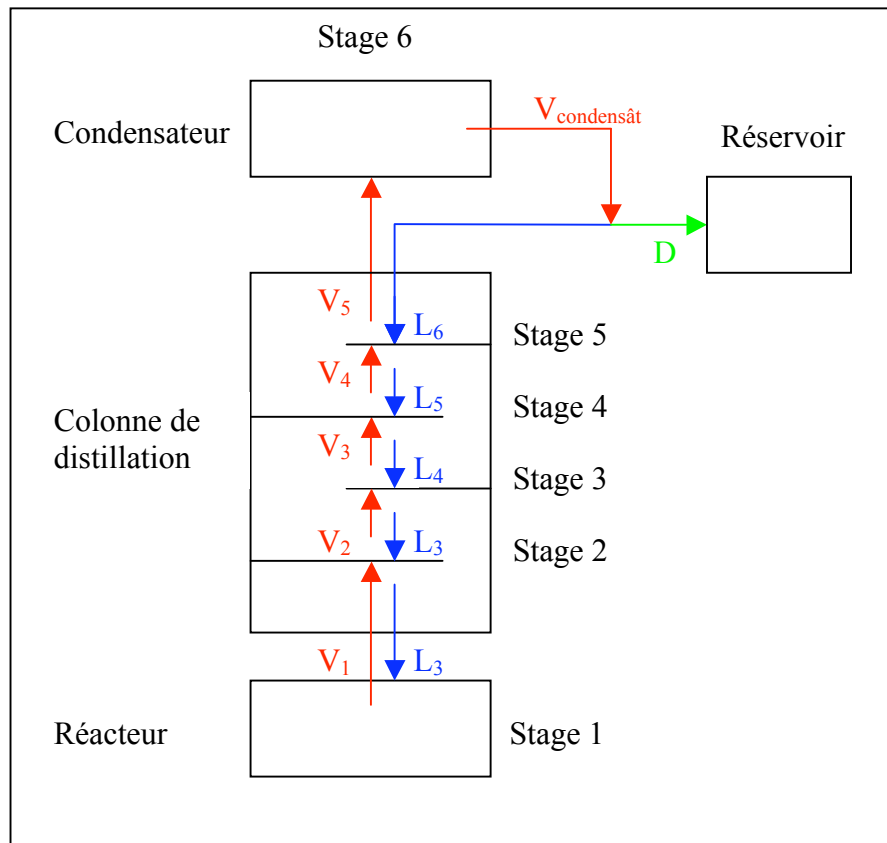 Stage 6
V condensât
Condensateur
Réservoir
D
V5
L6
Stage 5
V4
L5
Stage 4
Colonne de
distillation
V3
L4
Stage 3
V2
L3
Stage 2
V1
L3
Réacteur
Stage 1